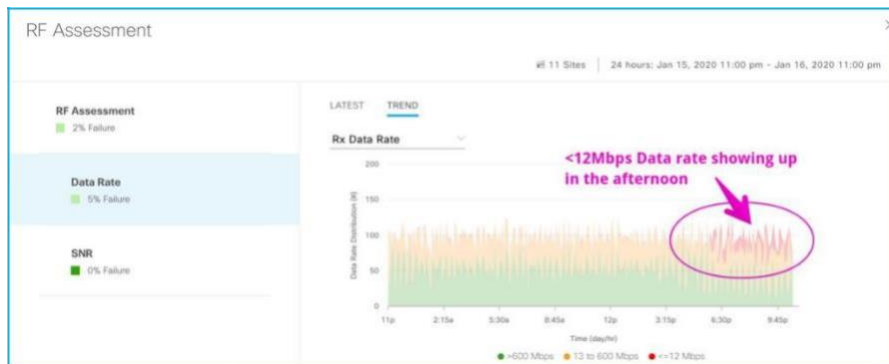 RF Assessment
11 Sites | 24 hours: Jan 15, 2020 11:00 pm - Jan 16, 2020 11:00 pm
RF Assessment
2% Failure
Data Rate
5% Failure
SNR
0% Failure
LATEST TREND
Rx Data Rate
<12Mbps Data rate showing up
in the afternoon
Data Rate Distribution (#)
200
150
100
50
0
11p 2:15a 5:30a 8:45a 12p 3:15p 6:30p 9:45p
Time (day/hr)
>600 Mbps 13 to 600 Mbps <=12 Mbps